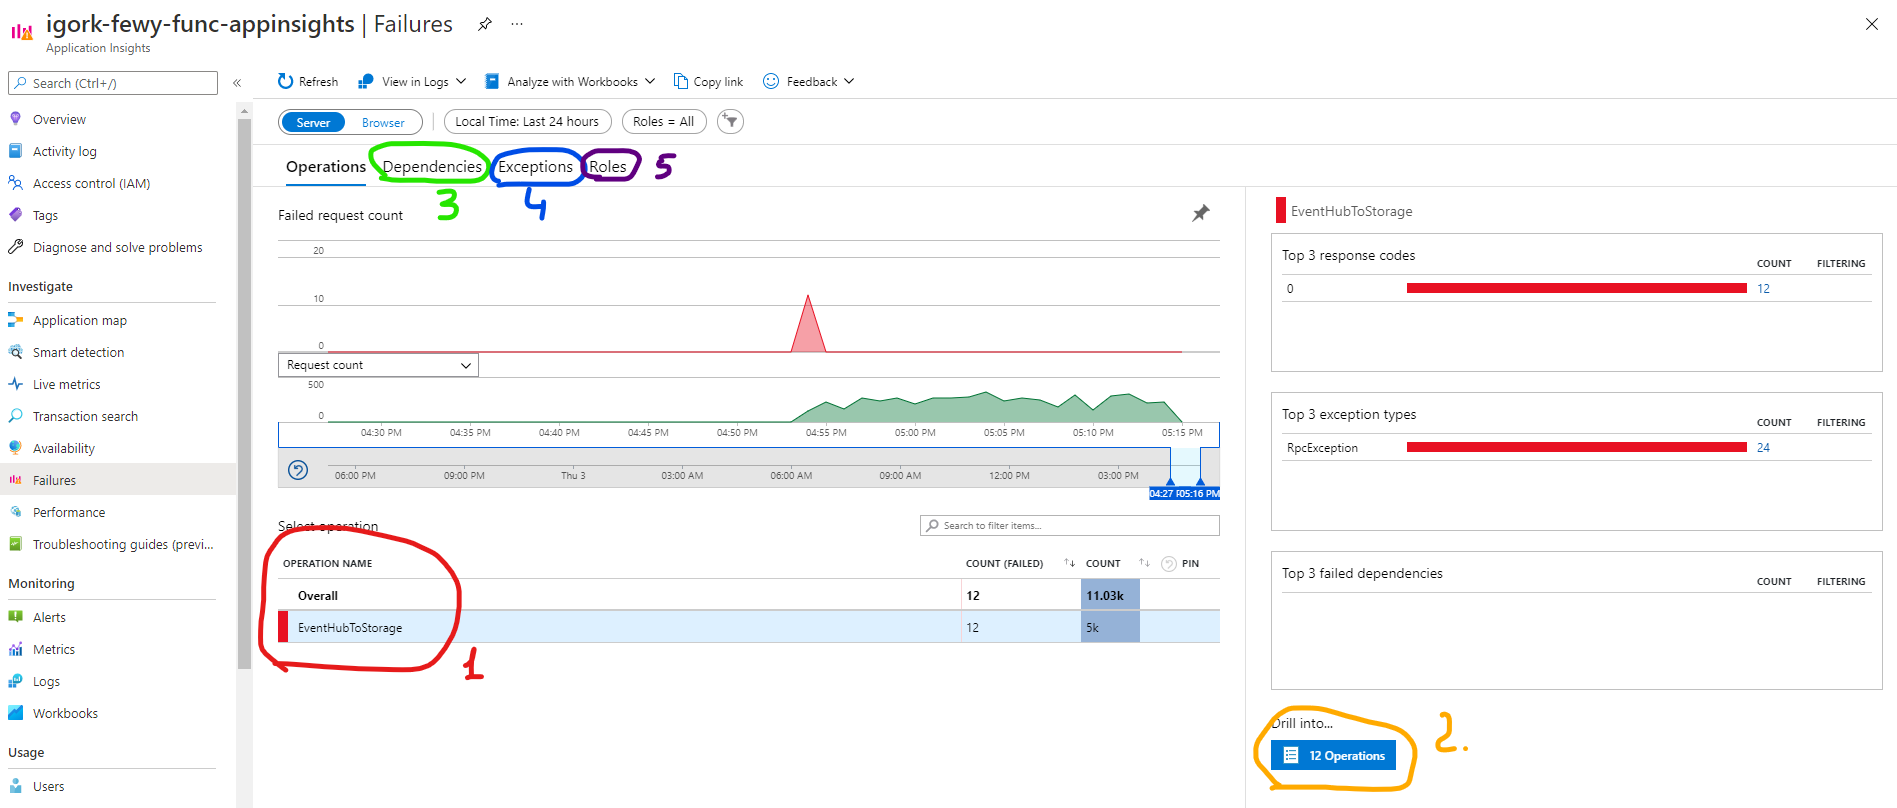 igork-fewy-func-appinsights | Failures
Application Insights
Search (Ctrl+/)
Overview
Activity log
Access control (IAM)
Tags
Diagnose and solve problems
Investigate
Application map
Smart detection
Live metrics
Transaction search
Availability
Failures
Performance
Troubleshooting guides (previ...
Monitoring
Alerts
Metrics
Logs
Workbooks
Usage
Users
Refresh View in Logs Analyze with Workbooks Copy link Feedback
Server Browser Local Time: Last 24 hours Roles = All
Operations Dependencies Exceptions Roles 5
3 4
Failed request count
20
10
0
Request count
500
0
04:30 PM 04:35 PM 04:40 PM 04:45 PM 04:50 PM 04:55 PM 05:00 PM 05:05 PM 05:10 PM 05:15 PM
06:00 PM 09:00 PM Thu 3 03:00 AM 06:00 AM 09:00 AM 12:00 PM 03:00 PM
04:27 P05:16 PM
Select operation Search to filter items...
OPERATION NAME COUNT (FAILED) COUNT PIN
Overall 12 11.03k
EventHubToStorage 12 5k
1
EventHubToStorage
Top 3 response codes COUNT FILTERING
0 12
Top 3 exception types COUNT FILTERING
RpcException 24
Top 3 failed dependencies COUNT FILTERING
Drill into...
12 Operations
2.